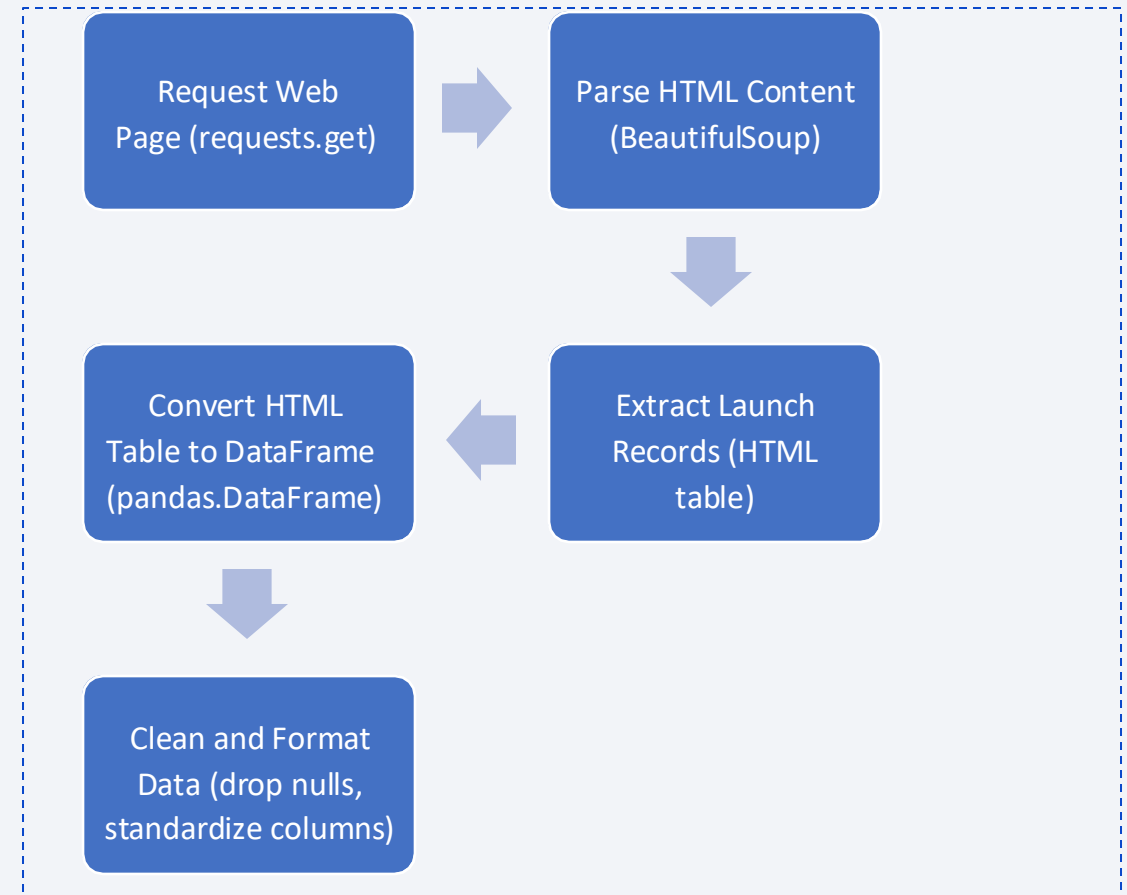 Request Web
Page (requests.get)
Parse HTML Content
(BeautifulSoup)
Extract Launch
Records (HTML
table)
Convert HTML
Table to DataFrame
(pandas.DataFrame)
Clean and Format
Data (drop nulls,
standardize columns)